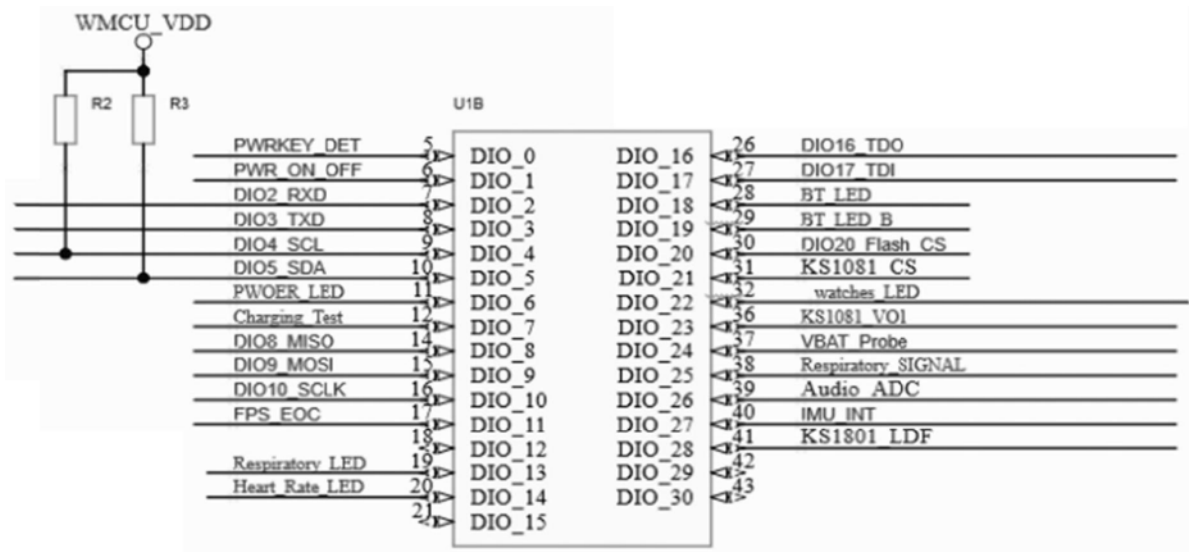 WMCU_VDD
R2
R3
U1B
PWRKEY_DET 5 DIO_0 DIO_16 26 DIO16_TDO
PWR_ON_OFF 6 DIO_1 DIO_17 27 DIO17_TDI
DIO2_RXD 7 DIO_2 DIO_18 28 BT_LED
DIO3_TXD 8 DIO_3 DIO_19 29 BT_LED_B
DIO4_SCL 9 DIO_4 DIO_20 30 DIO20_Flash_CS
DIO5_SDA 10 DIO_5 DIO_21 31 KS1081_CS
PWOER_LED 11 DIO_6 DIO_22 32 watches_LED
Charging_Test 12 DIO_7 DIO_23 36 KS1081_VO1
DIO8_MISO 14 DIO_8 DIO_24 37 VBAT_Probe
DIO9_MOSI 15 DIO_9 DIO_25 38 Respiratory_SIGNAL
DIO10_SCLK 16 DIO_10 DIO_26 39 Audio_ADC
FPS_EOC 17 DIO_11 DIO_27 40 IMU_INT
18 DIO_12 DIO_28 41 KS1801_LDF
Respiratory_LED 19 DIO_13 DIO_29 42
Heart_Rate_LED 20 DIO_14 DIO_30 43
21 DIO_15